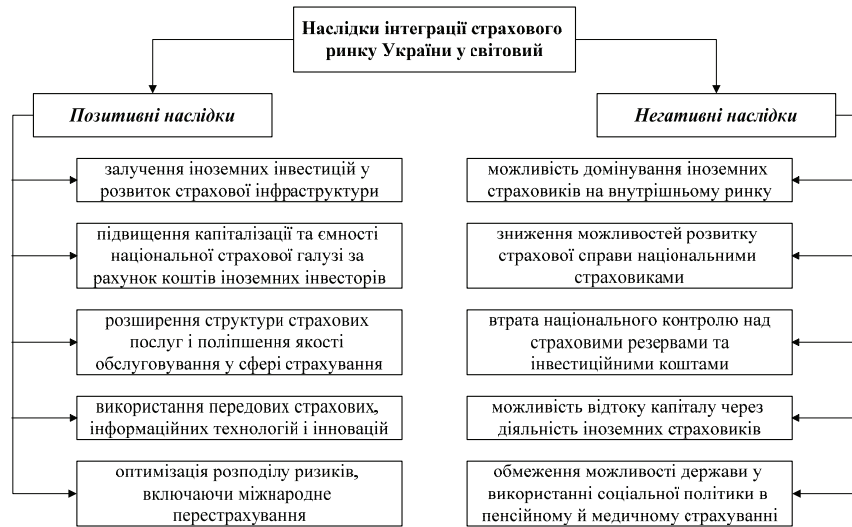 Наслідки інтеграції страхового
ринку України у світовий
Позитивні наслідки
залучення іноземних інвестицій у
розвиток страхової інфраструктури
підвищення капіталізації та ємності
національної страхової галузі за
рахунок коштів іноземних інвесторів
розширення структури страхових
послуг і поліпшення якості
обслуговування у сфері страхування
використання передових страхових,
інформаційних технологій і інновацій
оптимізація розподілу ризиків,
включаючи міжнародне
перестрахування
Негативні наслідки
можливість домінування іноземних
страховиків на внутрішньому ринку
зниження можливостей розвитку
страхової справи національними
страховиками
втрата національного контролю над
страховими резервами та
інвестиційними коштами
можливість відтоку капіталу через
діяльність іноземних страховиків
обмеження можливості держави у
використанні соціальної політики в
пенсійному й медичному страхуванні